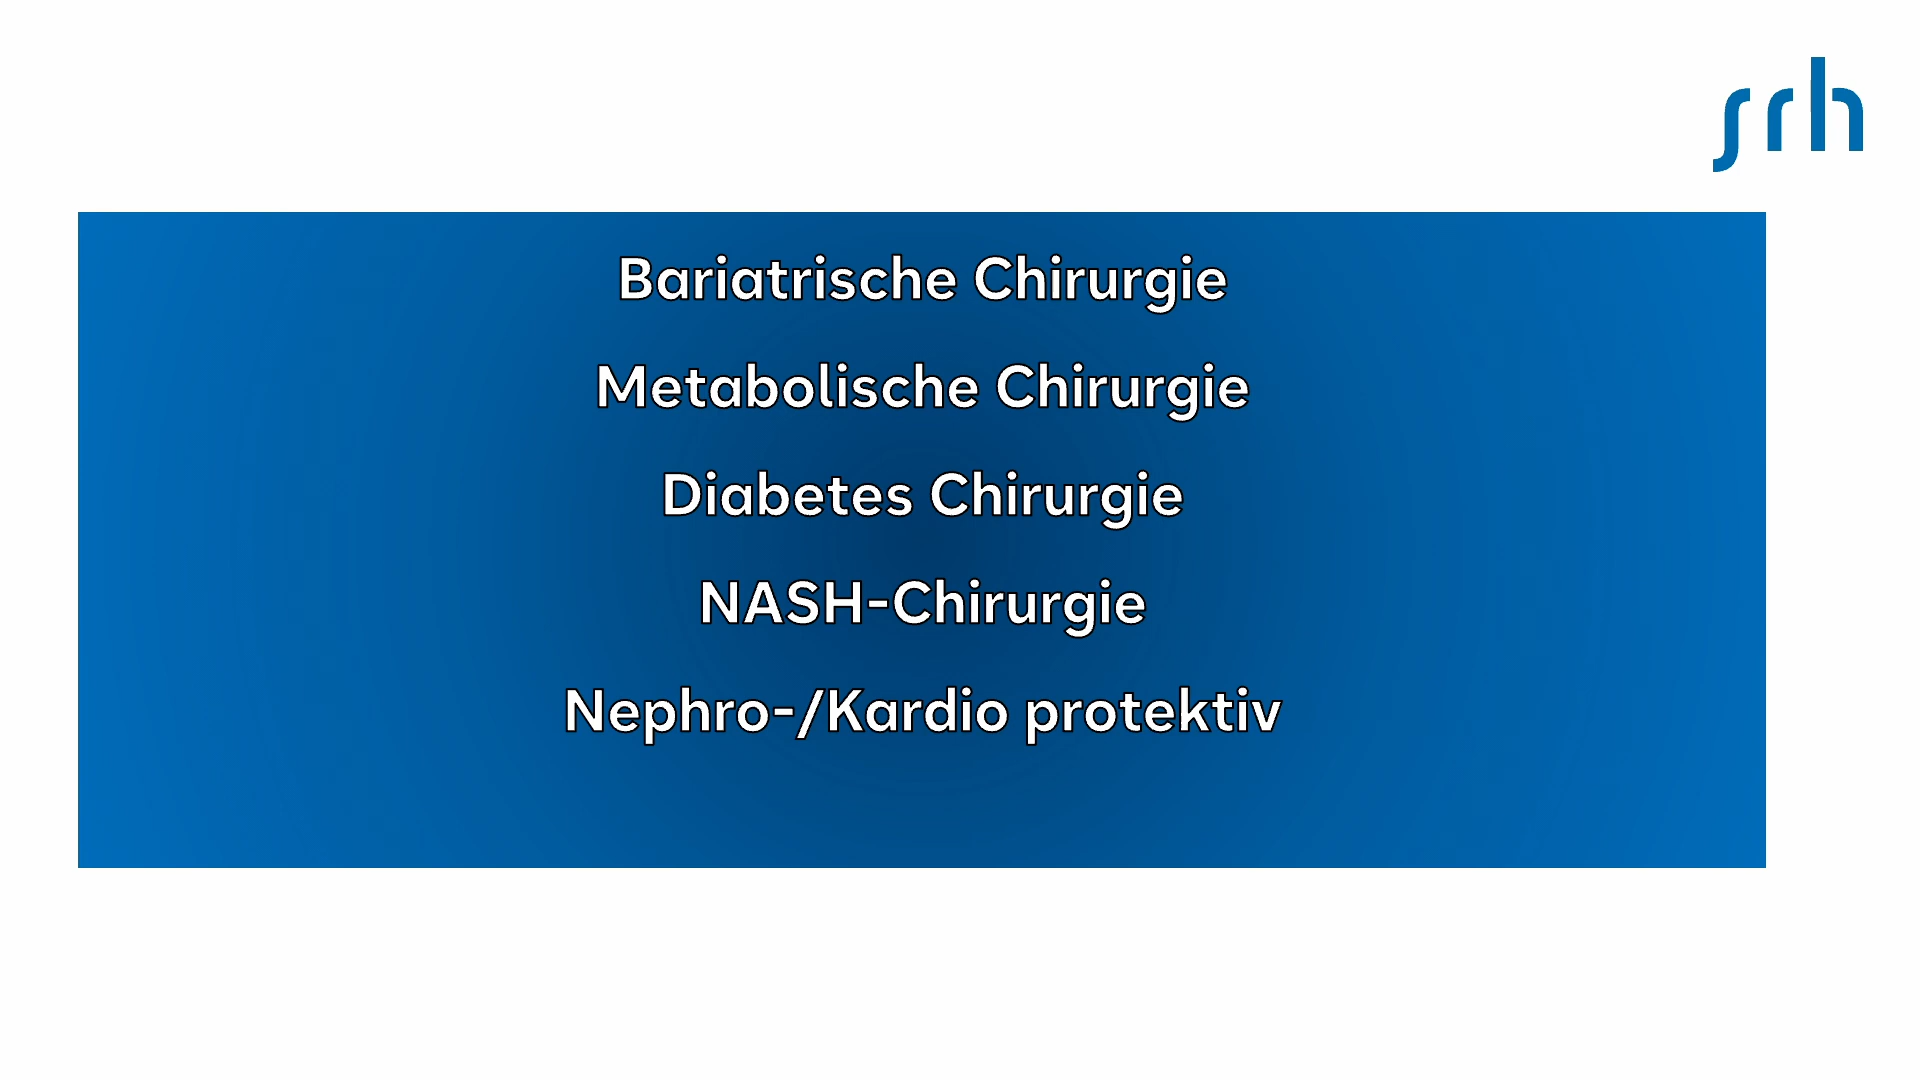 srh
Bariatrische Chirurgie
Metabolische Chirurgie
Diabetes Chirurgie
NASH-Chirurgie
Nephro-/Kardio protektiv